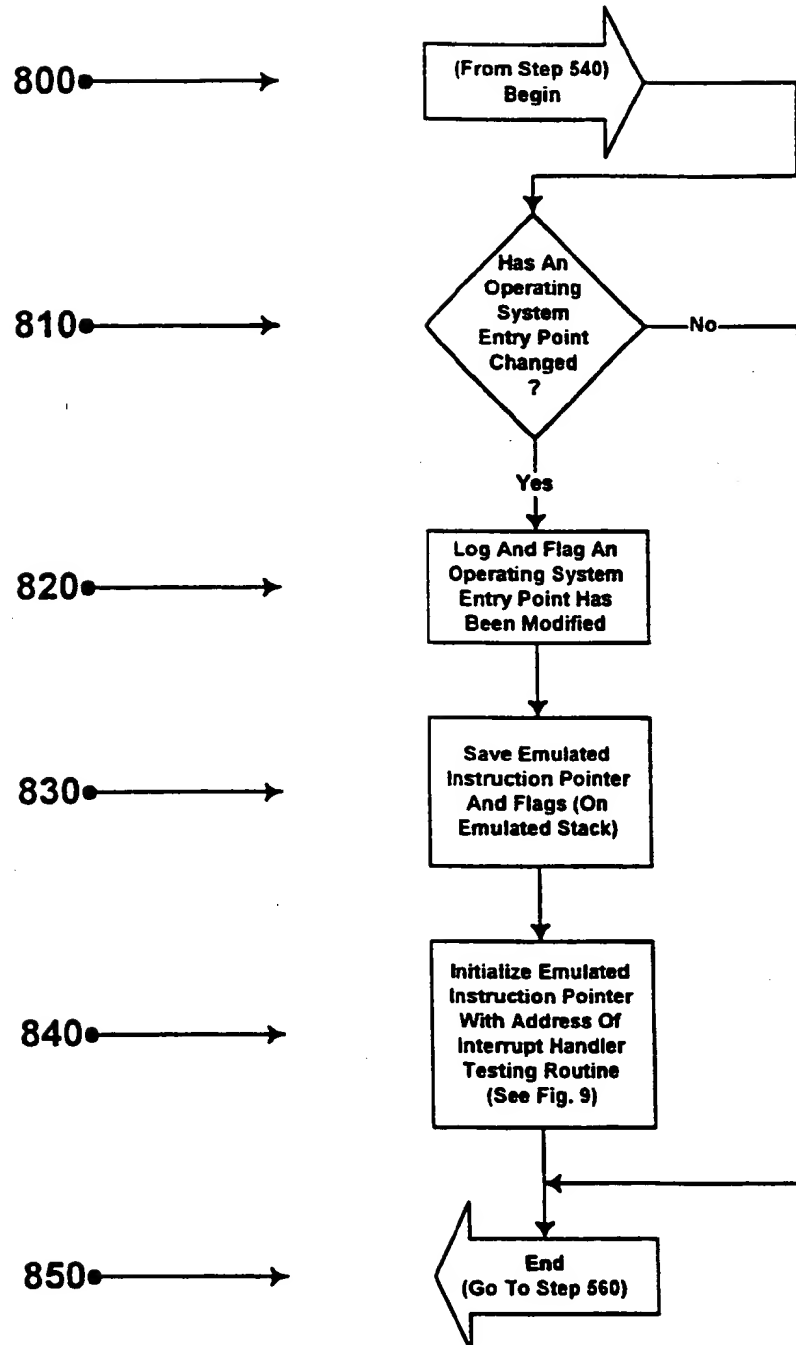 800
(From Step 540)
Begin
810
Has An
Operating
System
Entry Point
Changed
?
No
Yes
820
Log And Flag An
Operating System
Entry Point Has
Been Modified
830
Save Emulated
Instruction Pointer
And Flags (On
Emulated Stack)
840
Initialize Emulated
Instruction Pointer
With Address Of
Interrupt Handler
Testing Routine
(See Fig. 9)
850
End
(Go To Step 560)